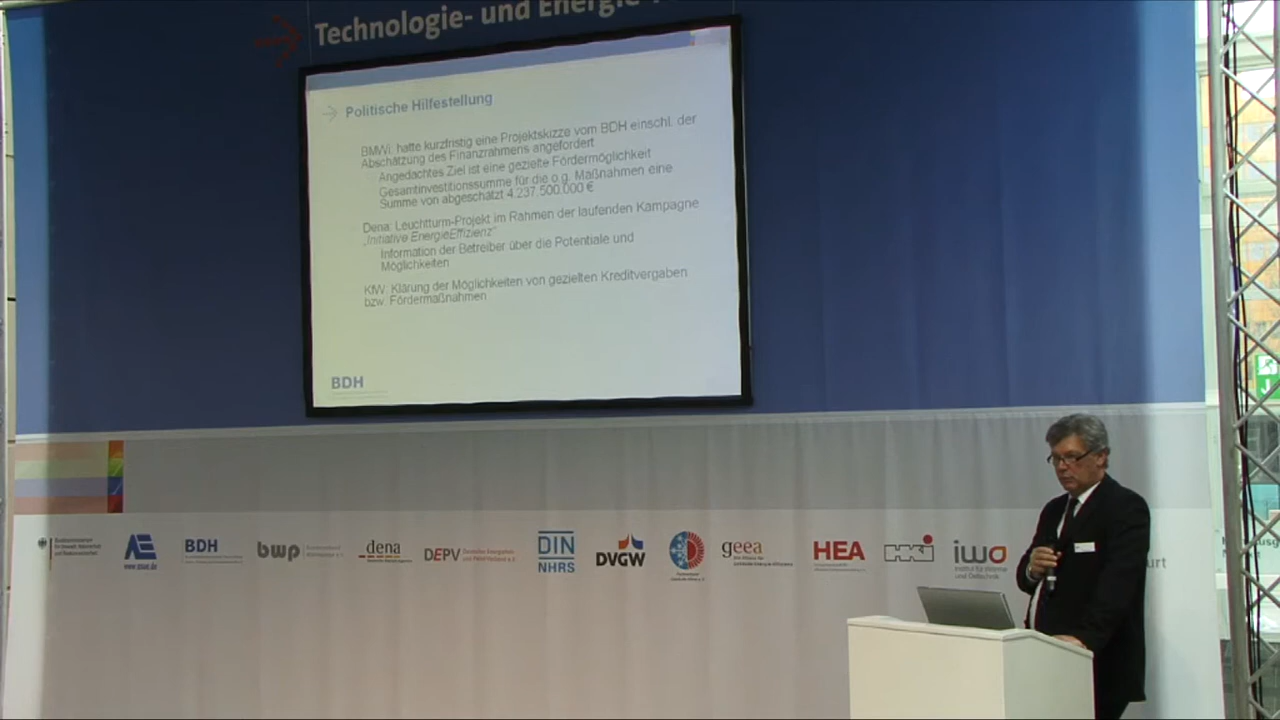 Technologie- und Energie-
Politische Hilfestellung
BMWi: hatte kurzfristig eine Projektskizze vom BDH einschl. der
Abschätzung des Finanzrahmens angefordert
Angedachtes Ziel ist eine gezielte Fördermöglichkeit
Gesamtinvestitionssumme für die o.g. Maßnahmen eine
Summe von abgeschätzt 4.237.500.000 €
Dena: Leuchtturm-Projekt im Rahmen der laufenden Kampagne
„Initiative EnergieEffizienz“
Information der Betreiber über die Potentiale und
Möglichkeiten
KfW: Klärung der Möglichkeiten von gezielten Kreditvergaben
bzw. Fördermaßnahmen
BDH
BDH
bwp
dena
DEPV
DIN
NHRS
DVGW
geea
HEA
HKI
iwo